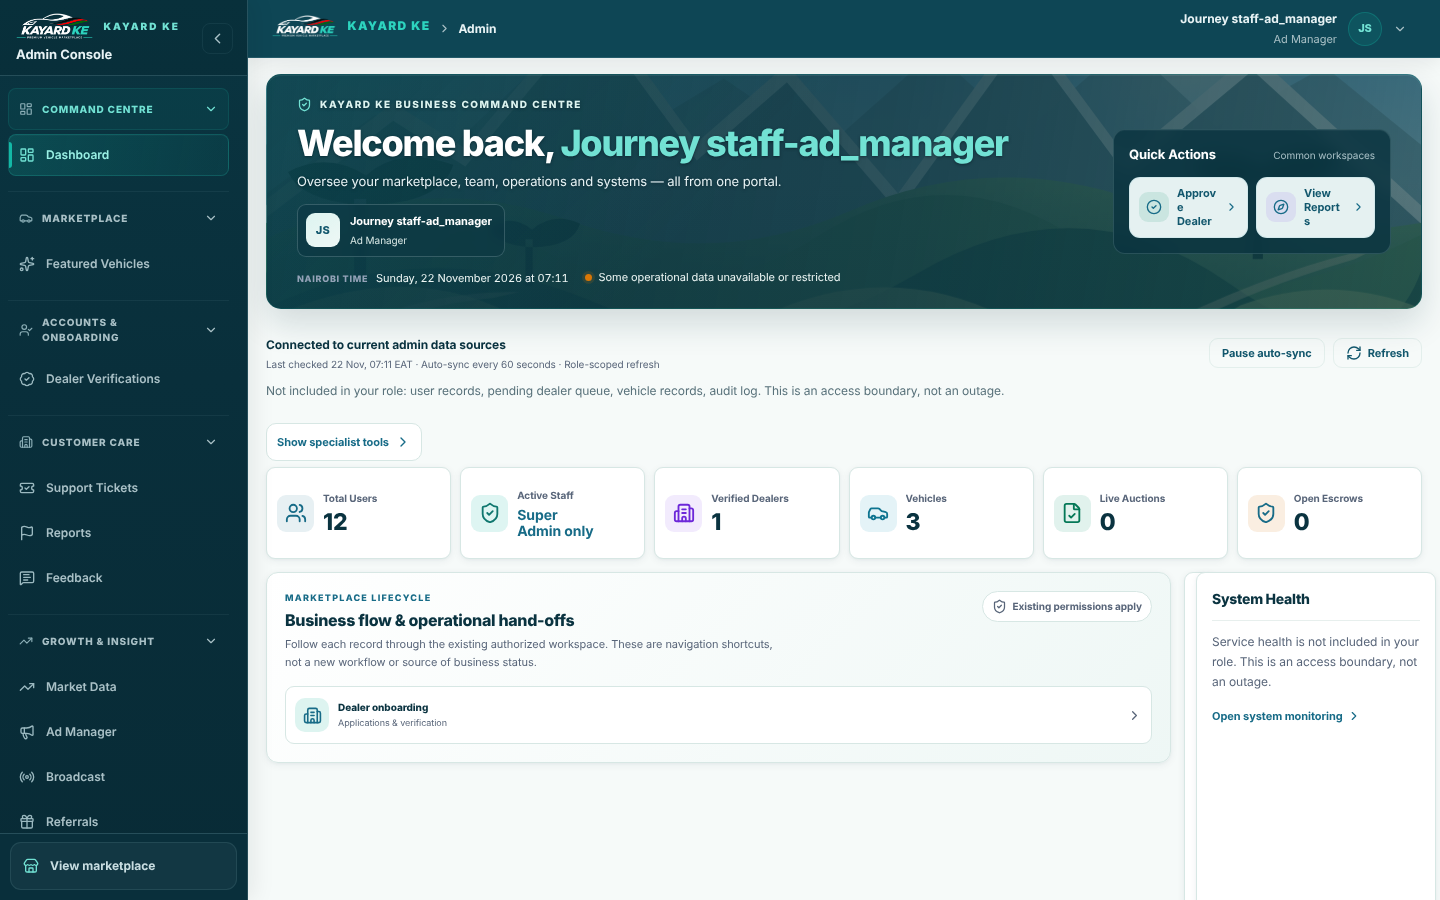 KAYARD KE
KAYARD KE
Admin Console
COMMAND CENTRE
Dashboard
MARKETPLACE
Featured Vehicles
ACCOUNTS &
ONBOARDING
Dealer Verifications
CUSTOMER CARE
Support Tickets
Reports
Feedback
GROWTH & INSIGHT
Market Data
Ad Manager
Broadcast
Referrals
View marketplace
KAYARD KE
KAYARD KE
Admin
Journey staff-ad_manager
Ad Manager
JS
KAYARD KE BUSINESS COMMAND CENTRE
Welcome back, Journey staff-ad_manager
Oversee your marketplace, team, operations and systems — all from one portal.
JS
Journey staff-ad_manager
Ad Manager
NAIROBI TIME Sunday, 22 November 2026 at 07:11 Some operational data unavailable or restricted
Quick Actions
Common workspaces
Approv
e
Dealer
View
Report
s
Connected to current admin data sources
Last checked 22 Nov, 07:11 EAT · Auto-sync every 60 seconds · Role-scoped refresh
Pause auto-sync
Refresh
Not included in your role: user records, pending dealer queue, vehicle records, audit log. This is an access boundary, not an outage.
Show specialist tools
Total Users
12
Active Staff
Super
Admin only
Verified Dealers
1
Vehicles
3
Live Auctions
0
Open Escrows
0
MARKETPLACE LIFECYCLE
Business flow & operational hand-offs
Follow each record through the existing authorized workspace. These are navigation shortcuts,
not a new workflow or source of business status.
Existing permissions apply
Dealer onboarding
Applications & verification
System Health
Service health is not included in your
role. This is an access boundary, not
an outage.
Open system monitoring